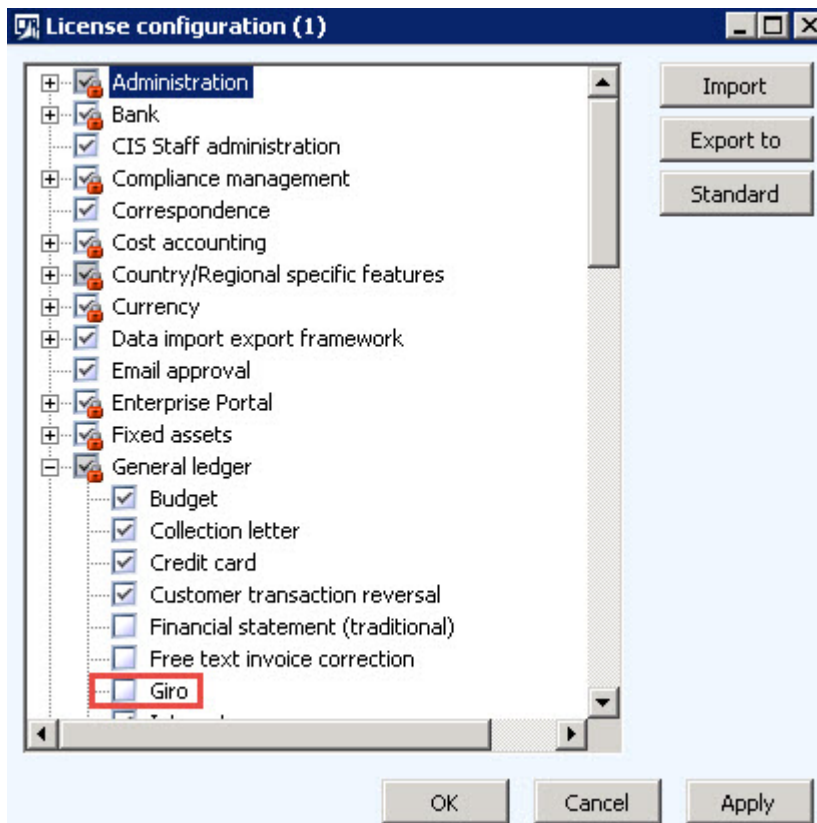 License configuration (1)
Administration
Bank
CIS Staff administration
Compliance management
Correspondence
Cost accounting
Country/Regional specific features
Currency
Data import export framework
Email approval
Enterprise Portal
Fixed assets
General ledger
Budget
Collection letter
Credit card
Customer transaction reversal
Financial statement (traditional)
Free text invoice correction
Giro
Import
Export to
Standard
OK
Cancel
Apply